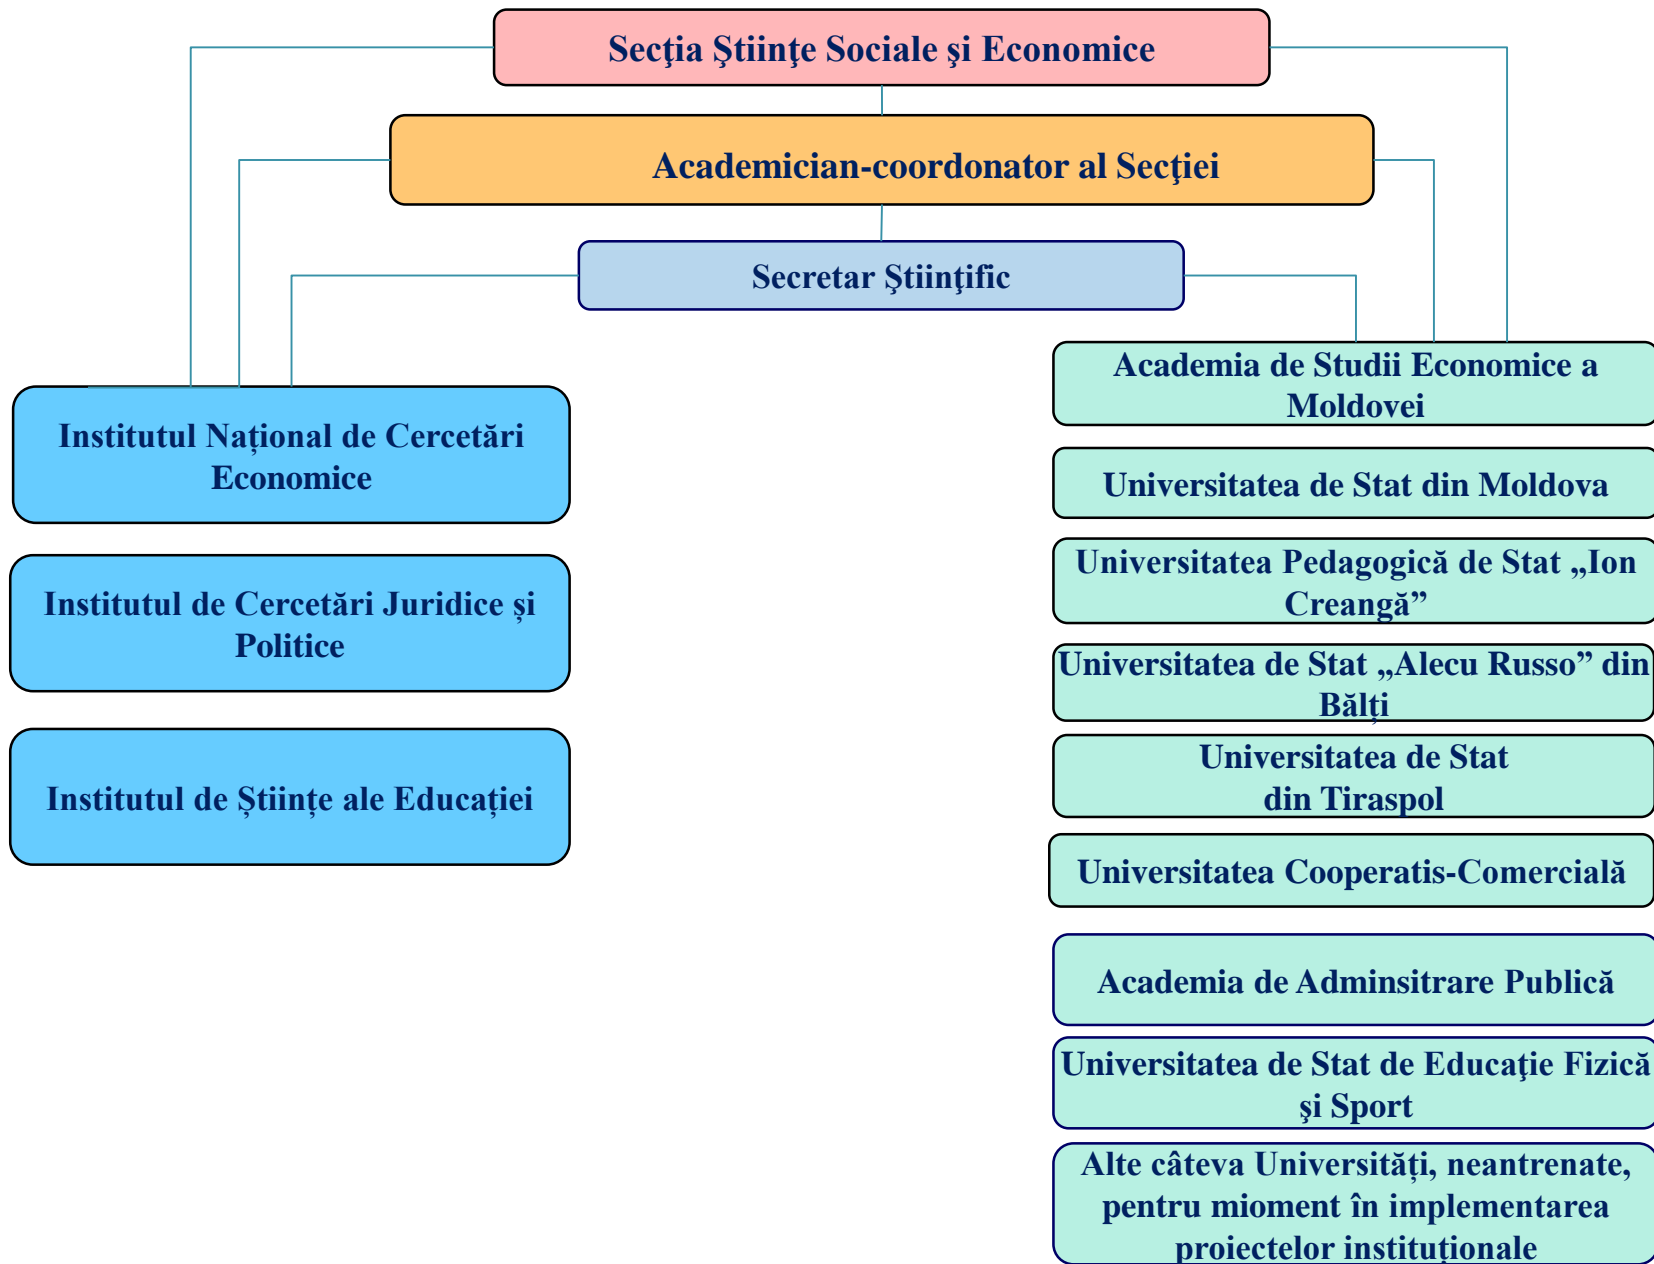 Secţia Ştiinţe Sociale şi Economice
Academician-coordonator al Secţiei
Secretar Ştiinţific
Institutul Național de Cercetări
Economice
Institutul de Cercetări Juridice și
Politice
Institutul de Științe ale Educației
Academia de Studii Economice a
Moldovei
Universitatea de Stat din Moldova
Universitatea Pedagogică de Stat „Ion
Creangă”
Universitatea de Stat „Alecu Russo” din
Bălți
Universitatea de Stat
din Tiraspol
Universitatea Cooperatis-Comercială
Academia de Adminsitrare Publică
Universitatea de Stat de Educaţie Fizică
şi Sport
Alte câteva Universități, neantrenate,
pentru mioment în implementarea
proiectelor instituționale